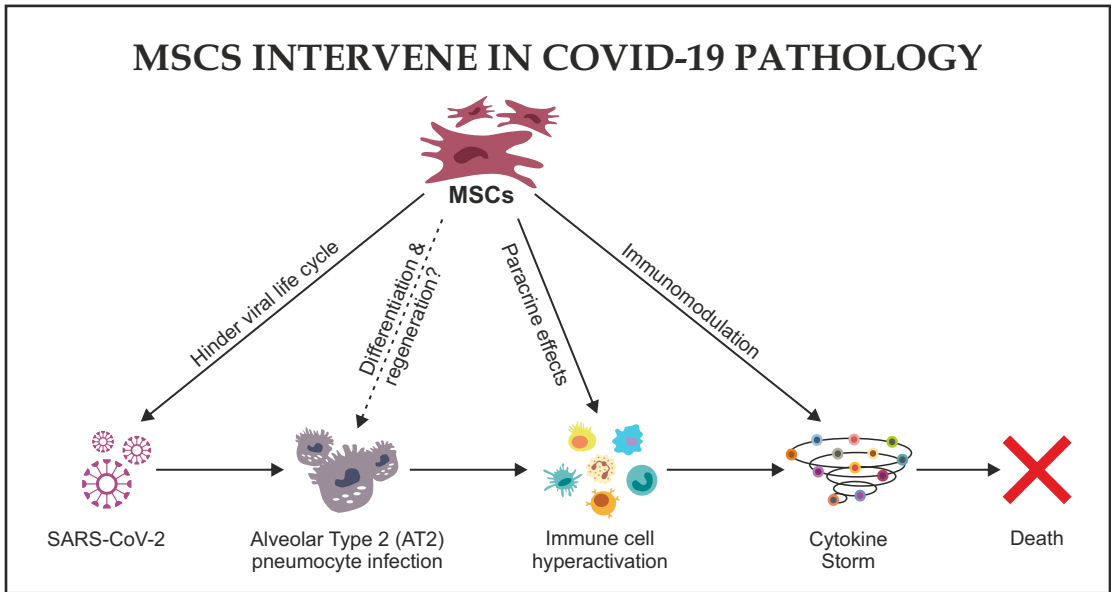 MSCS INTERVENE IN COVID-19 PATHOLOGY
MSCs
Hinder viral life cycle
Differentiation &
regeneration?
Paracrine effects
Immunomodulation
SARS-CoV-2
Alveolar Type 2 (AT2)
pneumocyte infection
Immune cell
hyperactivation
Cytokine
Storm
Death